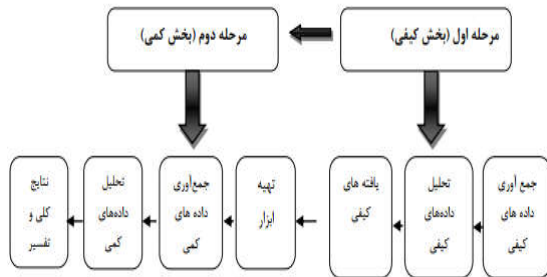 مرحله اول (بخش کیفی)
مرحله دوم (بخش کمی)
جمع آوری
داده های
کیفی
تحلیل
داده‌های
کیفی
یافته های
کیفی
تهیه
ابزار
جمع‌آوری
داده های
کمی
تحلیل
داده‌های
کمی
نتایج
کلی و
تفسیر